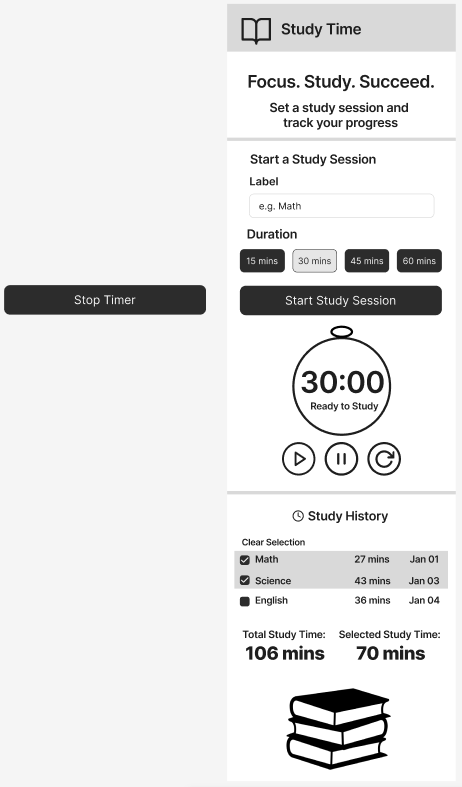 Study Time
Focus. Study. Succeed.
Set a study session and
track your progress
Start a Study Session
Label
e.g. Math
Duration
15 mins 30 mins 45 mins 60 mins
Stop Timer
Start Study Session
30:00
Ready to Study
Study History
Clear Selection
Math 27 mins Jan 01
Science 43 mins Jan 03
English 36 mins Jan 04
Total Study Time: Selected Study Time:
106 mins 70 mins